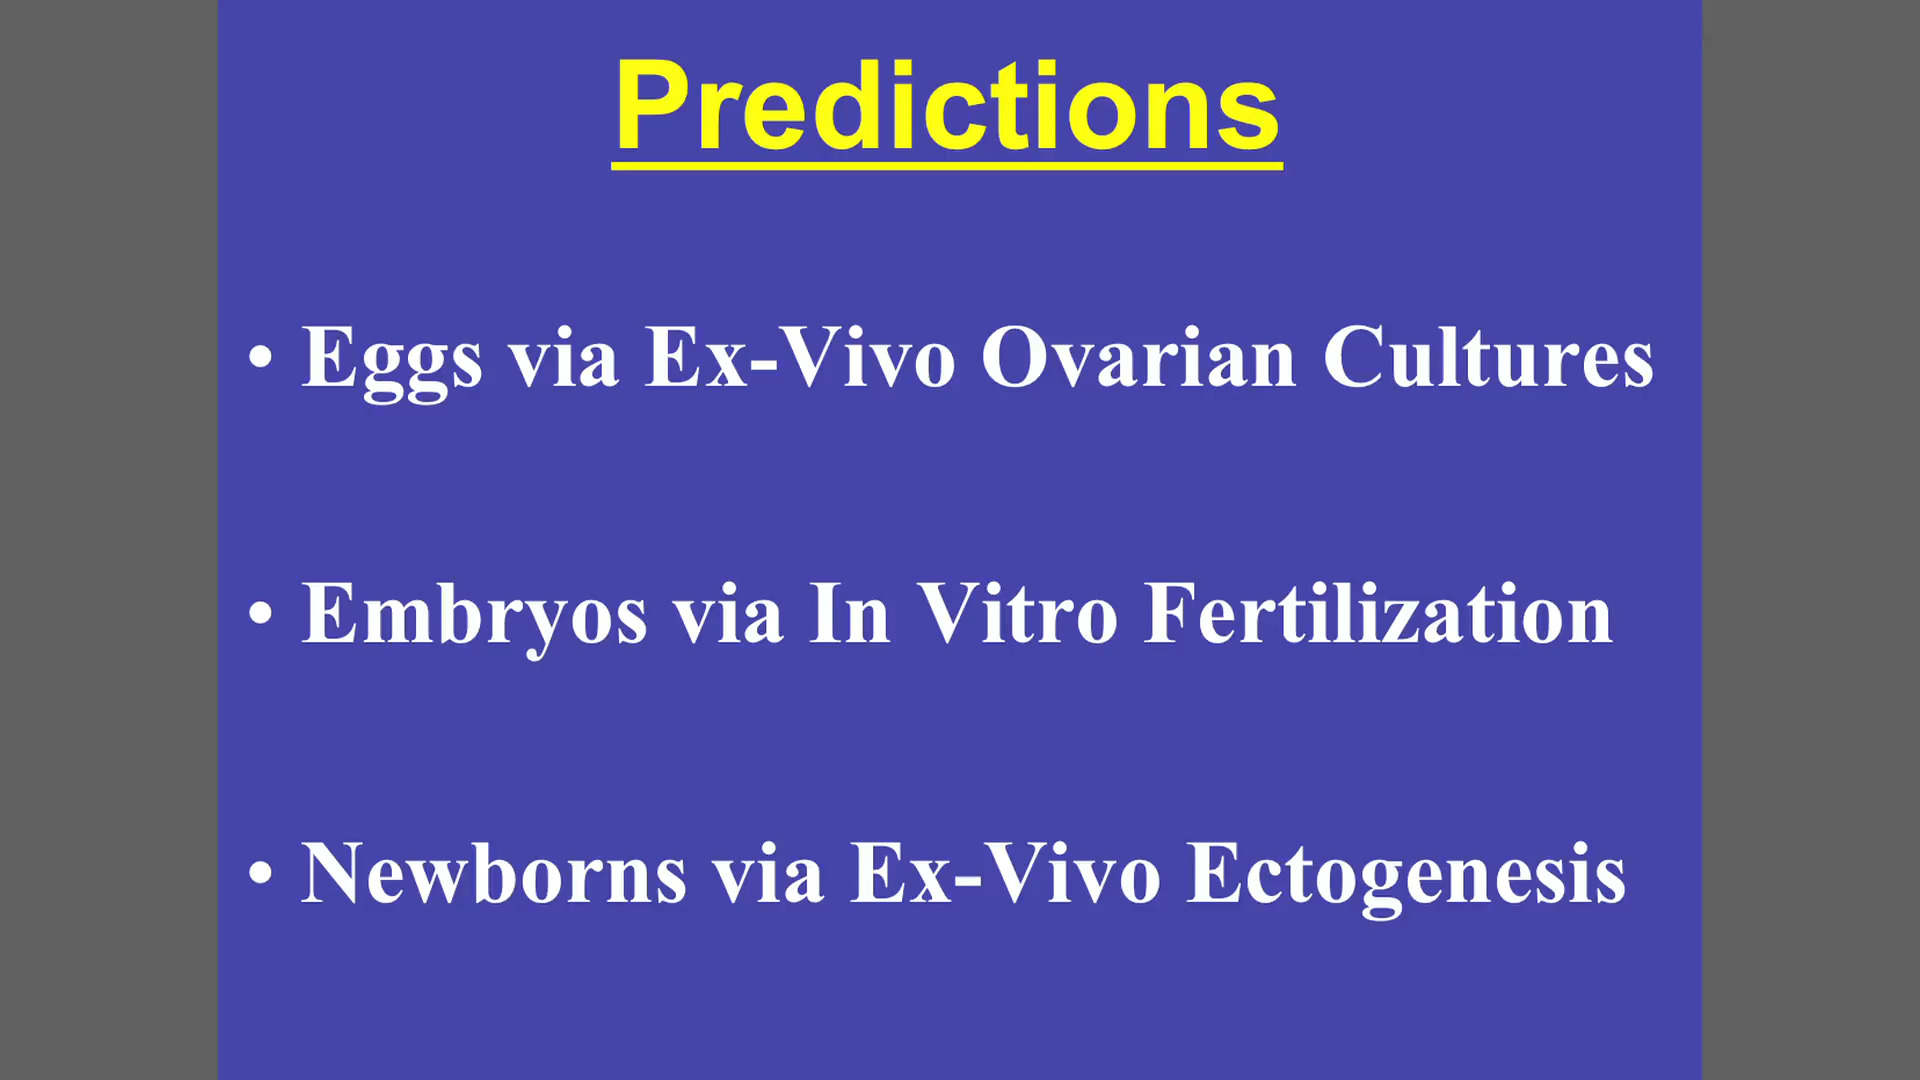 Predictions
• Eggs via Ex-Vivo Ovarian Cultures
• Embryos via In Vitro Fertilization
• Newborns via Ex-Vivo Ectogenesis